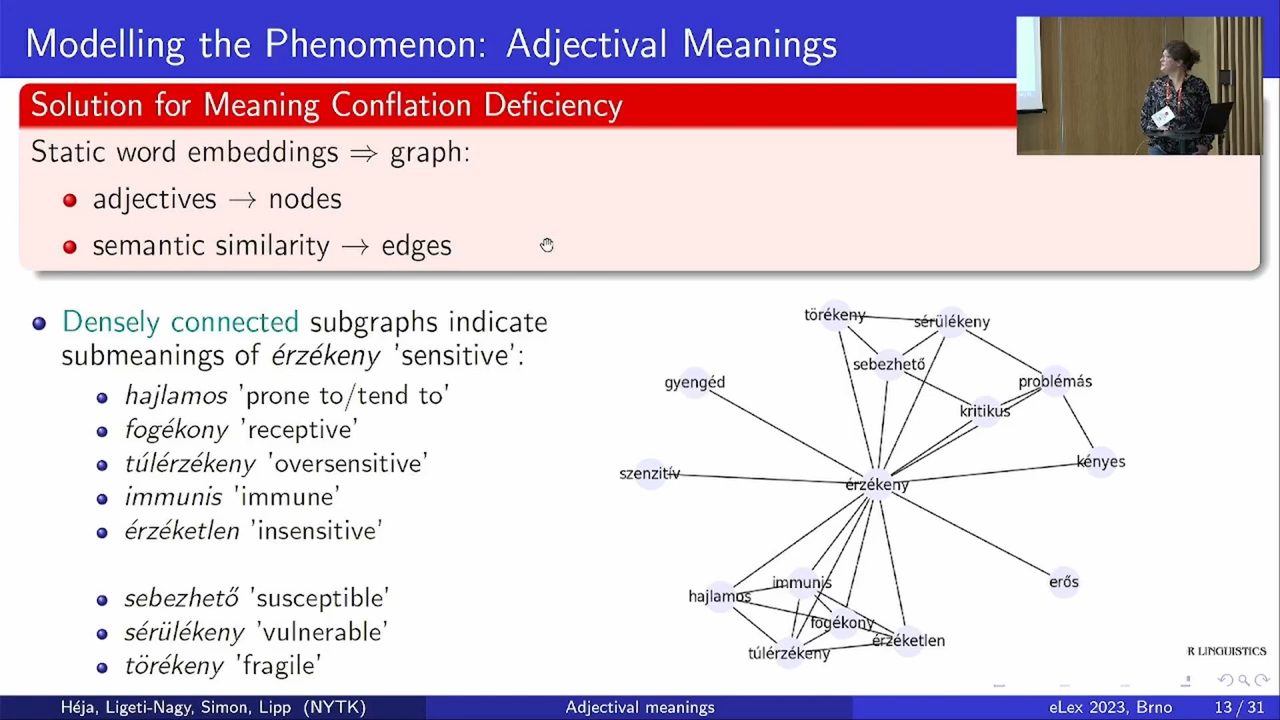 Modelling the Phenomenon: Adjectival Meanings
Solution for Meaning Conflation Deficiency
Static word embeddings ⇒ graph:
adjectives → nodes
semantic similarity → edges
Densely connected subgraphs indicate
submeanings of érzékeny 'sensitive':
hajlamos 'prone to/tend to'
fogékony 'receptive'
túlérzékeny 'oversensitive'
immunis 'immune'
érzéketlen 'insensitive'
sebezhető 'susceptible'
sérülékeny 'vulnerable'
törékeny 'fragile'
törékeny
sérülékeny
sebezhető
gyengéd
problémás
kritikus
kényes
szenzitív
érzékeny
erős
immunis
hajlamos
fogékony
érzéketlen
túlérzékeny
R LINGUISTICS
Héja, Ligeti-Nagy, Simon, Lipp (NYTK)
Adjectival meanings
eLex 2023, Brno
13 / 31